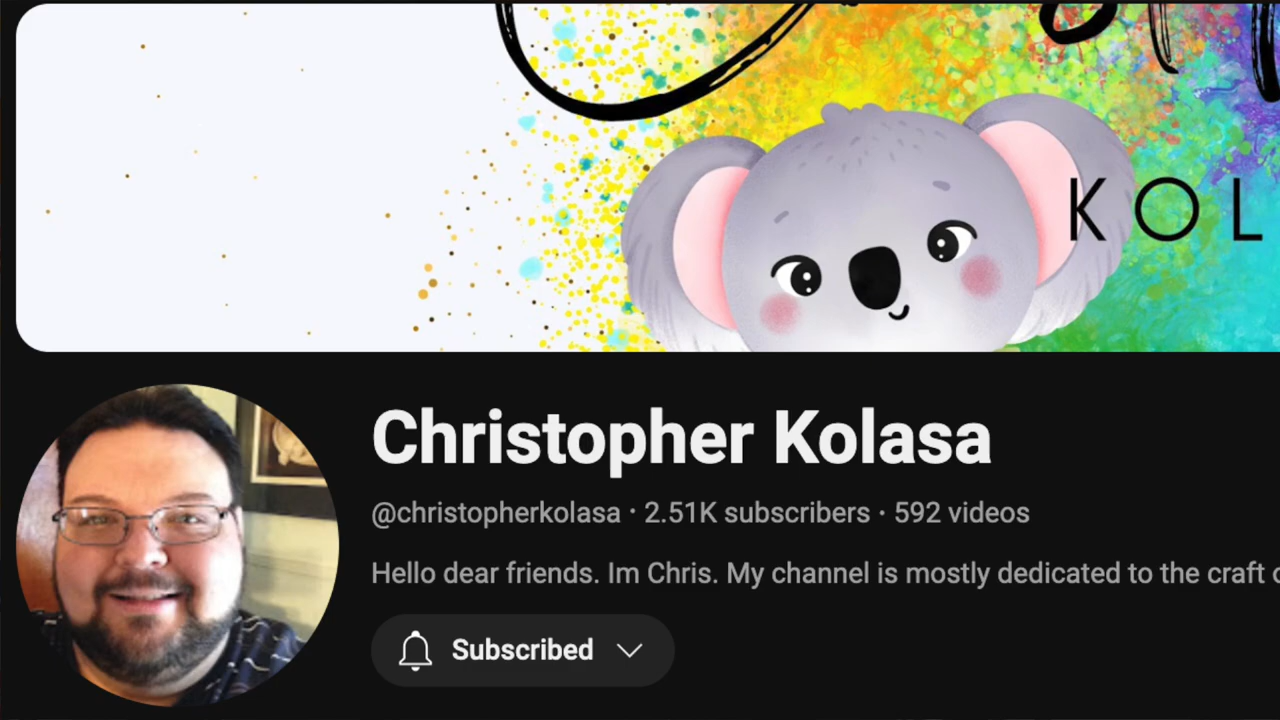 KOL
Christopher Kolasa
@christopherkolasa · 2.51K subscribers · 592 videos
Hello dear friends. Im Chris. My channel is mostly dedicated to the craft
Subscribed